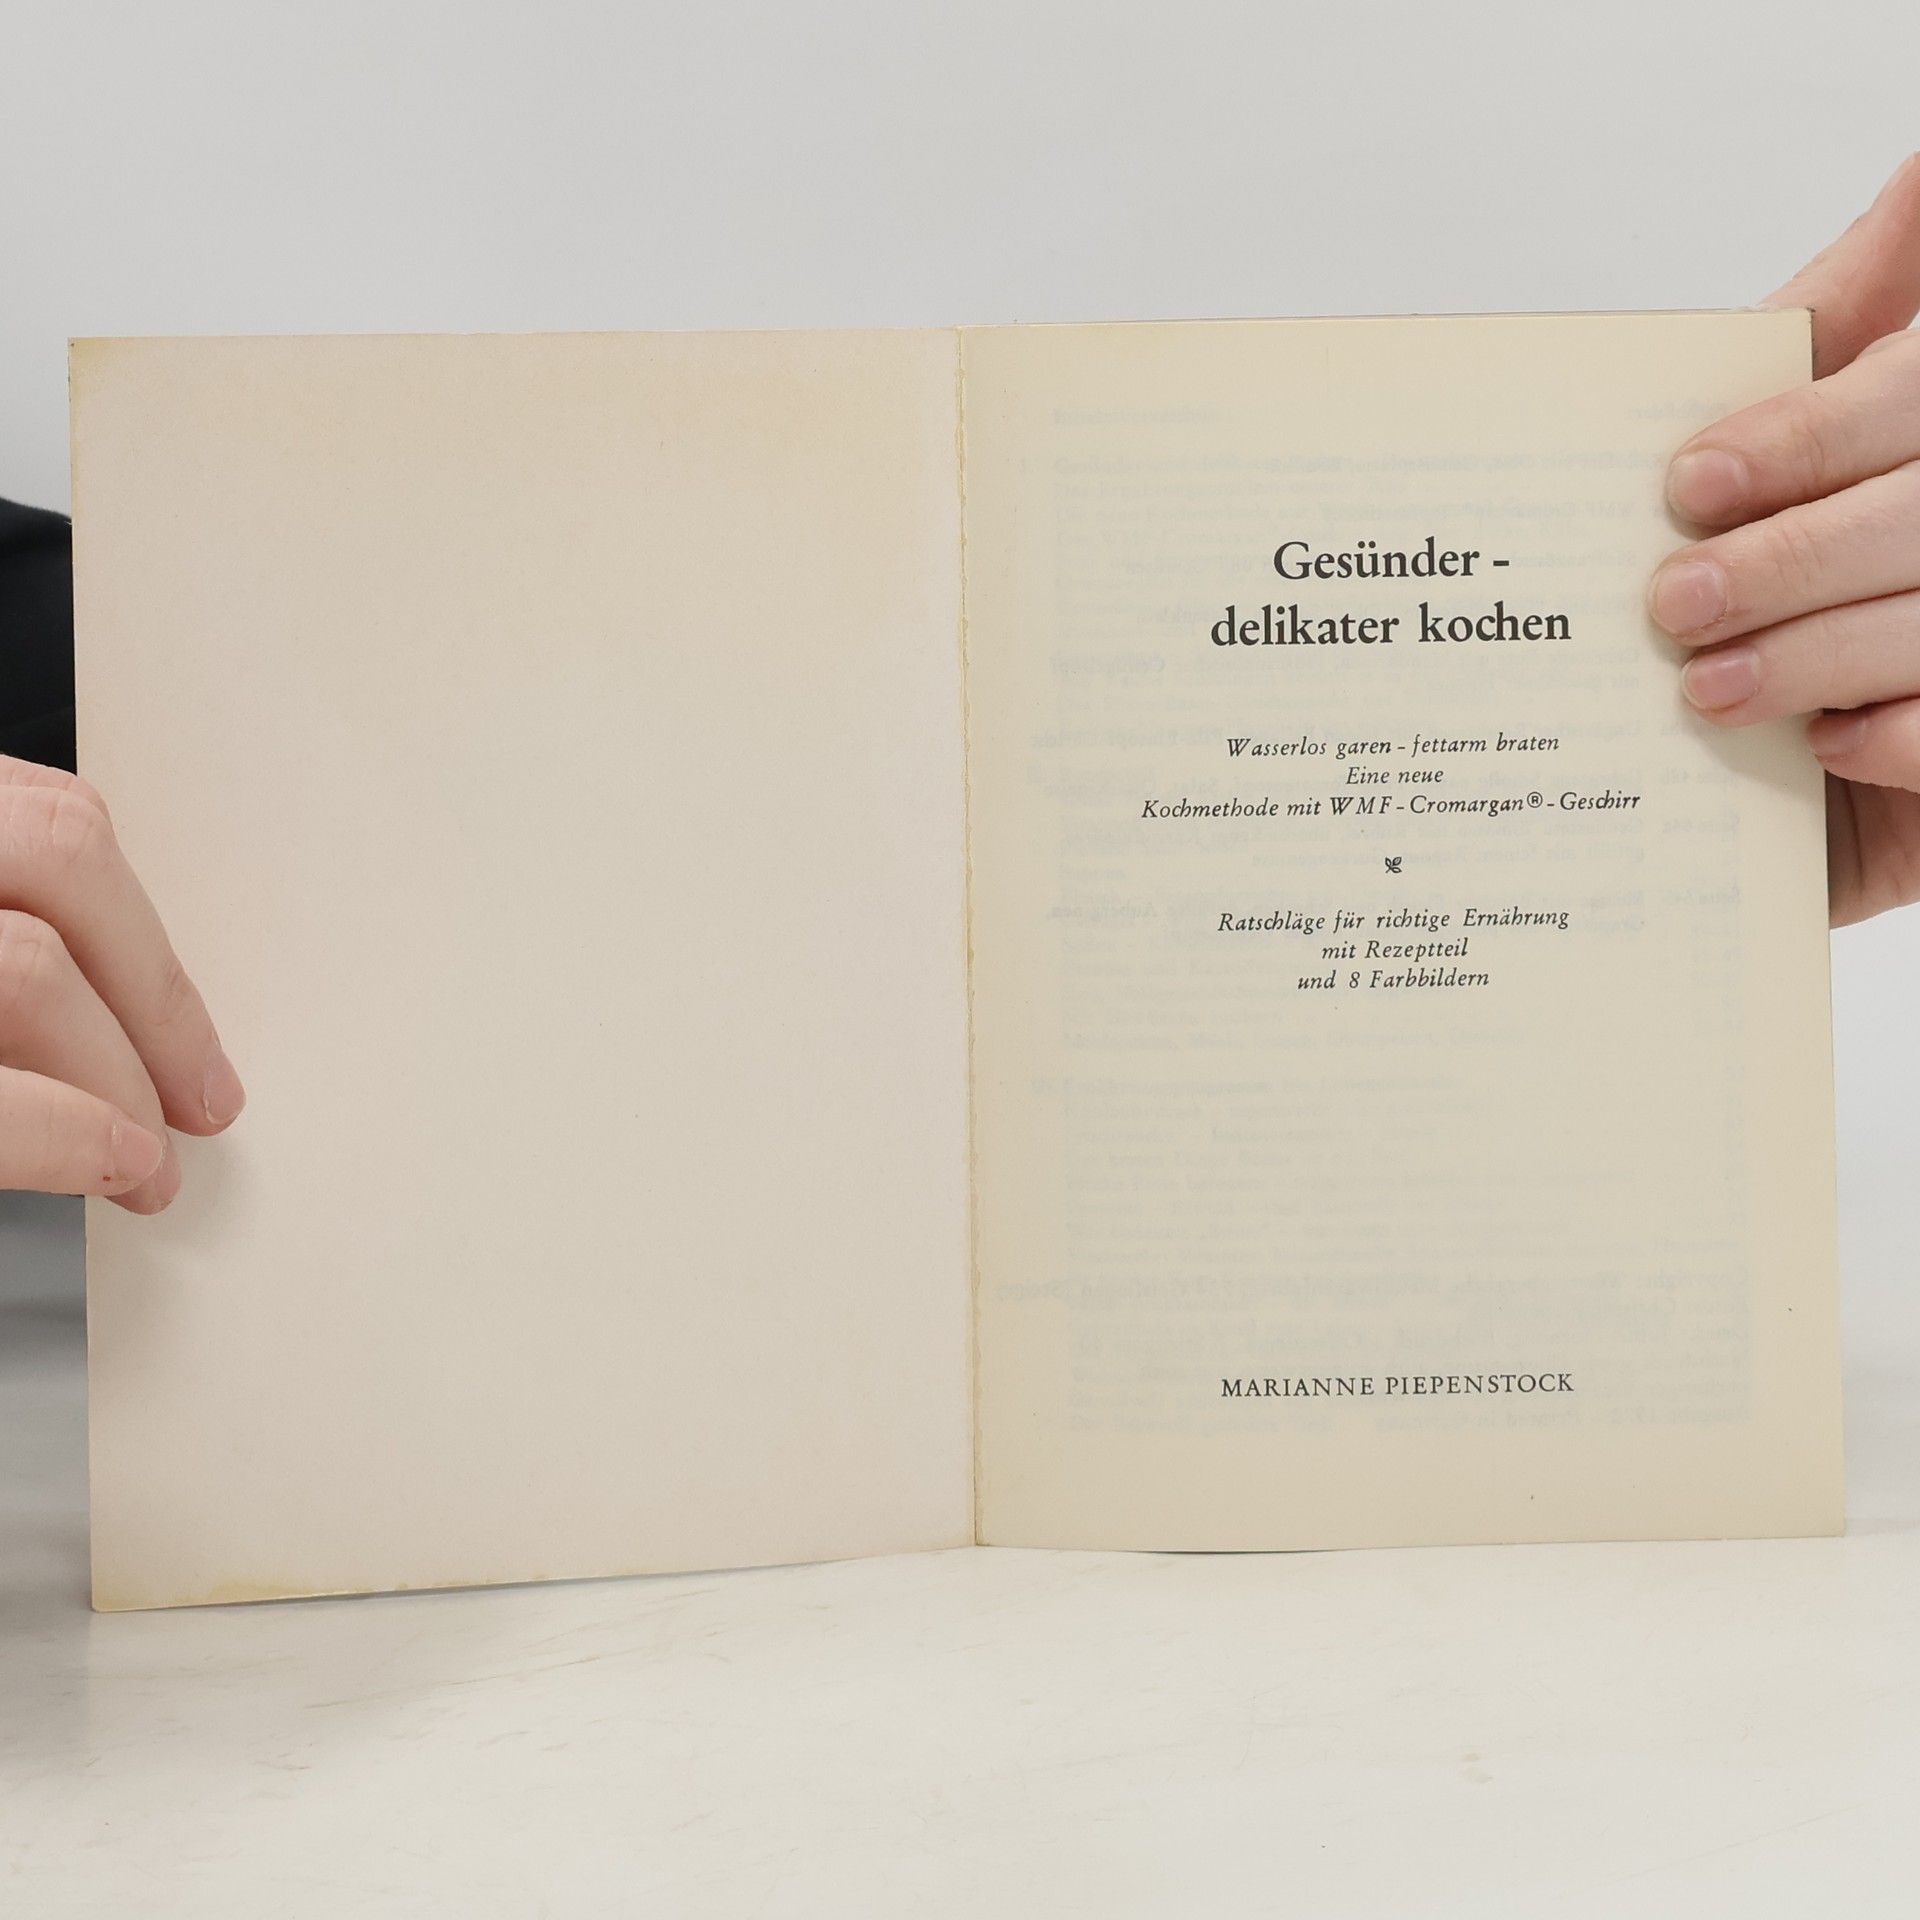 Gesünder -
delikater kochen
Wasserlos garen - fettarm braten
Eine neue
Kochmethode mit WMF-Cromargan®-Geschirr
Ratschläge für richtige Ernährung
mit Rezeptteil
und 8 Farbbildern
MARIANNE PIEPENSTOCK